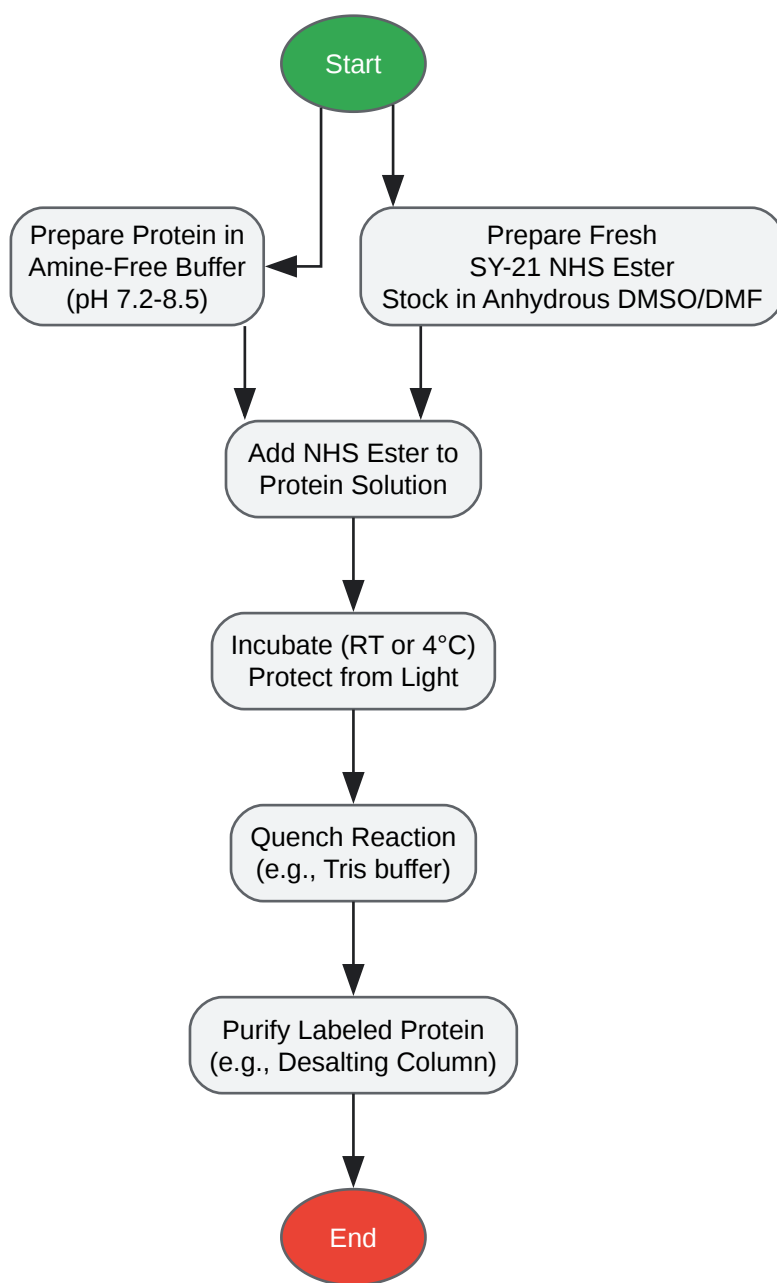 Start
Prepare Protein in
Amine-Free Buffer
(pH 7.2-8.5)
Prepare Fresh
SY-21 NHS Ester
Stock in Anhydrous DMSO/DMF
Add NHS Ester to
Protein Solution
Incubate (RT or 4°C)
Protect from Light
Quench Reaction
(e.g., Tris buffer)
Purify Labeled Protein
(e.g., Desalting Column)
End